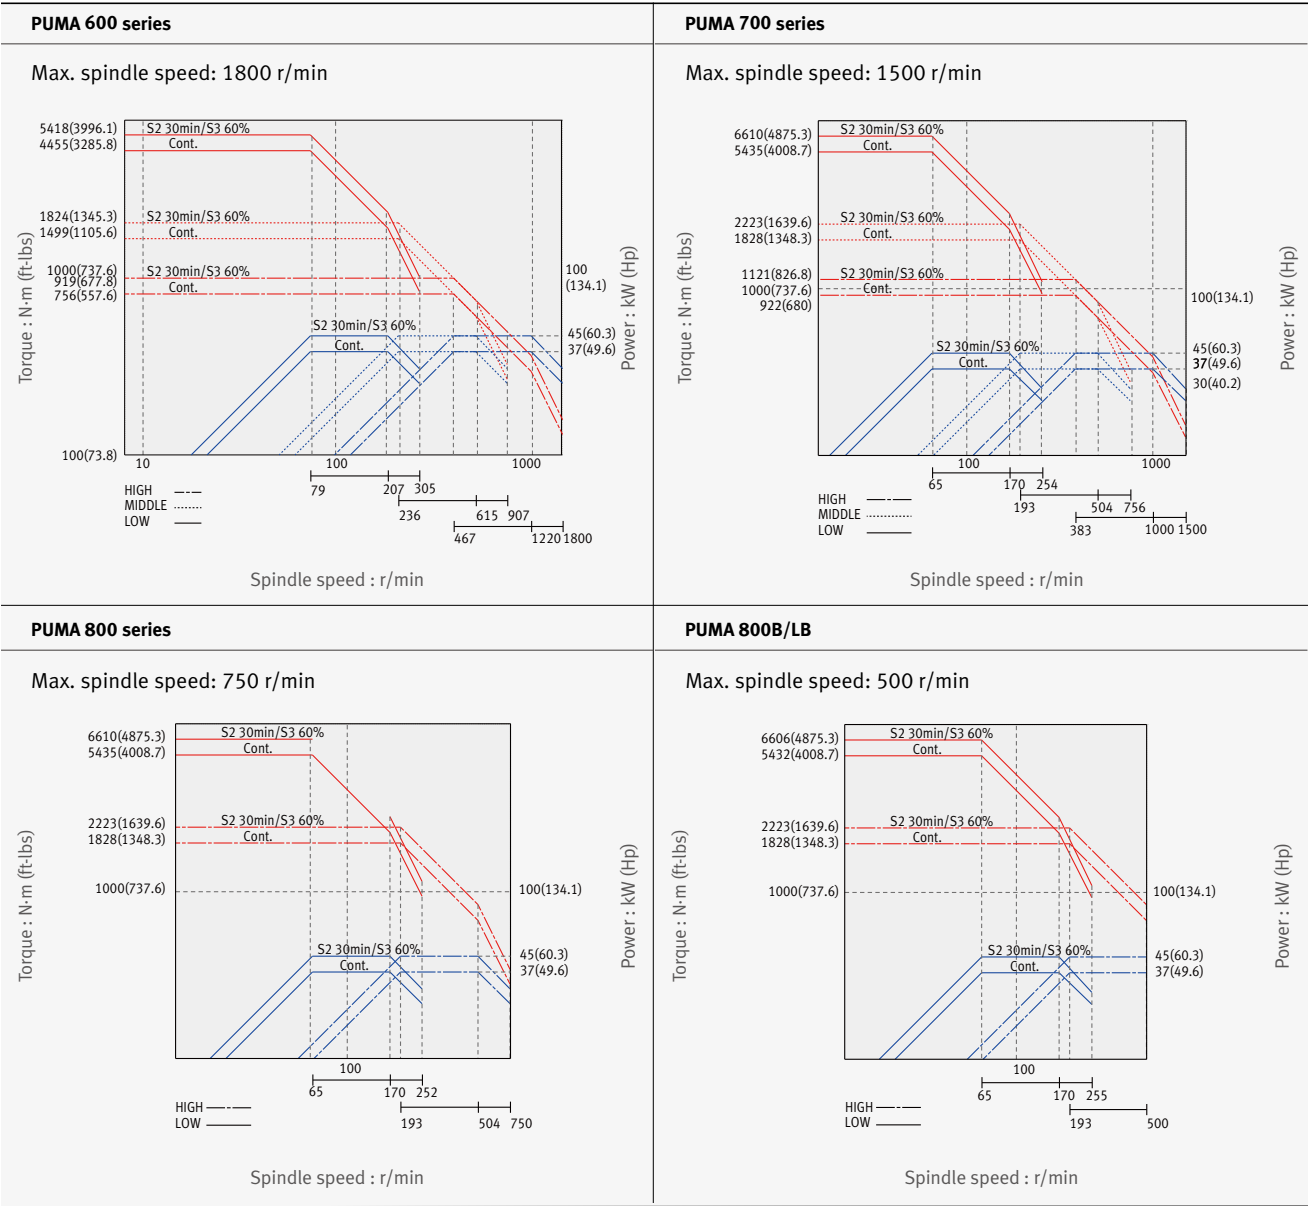 PUMA 600 series
Max. spindle speed: 1800 r/min
Torque : N·m (ft-lbs)
5418(3996.1)
4455(3285.8)
1824(1345.3)
1499(1105.6)
1000(737.6)
919(677.8)
756(557.6)
100(73.8)
S2 30min/S3 60%
Cont.
S2 30min/S3 60%
Cont.
S2 30min/S3 60%
Cont.
S2 30min/S3 60%
Cont.
100
(134.1)
45(60.3)
37(49.6)
Power : kW (Hp)
10 100 1000
79 207 305
236 615 907
467 1220 1800
HIGH
MIDDLE
LOW
Spindle speed : r/min
PUMA 700 series
Max. spindle speed: 1500 r/min
Torque : N·m (ft-lbs)
6610(4875.3)
5435(4008.7)
2223(1639.6)
1828(1348.3)
1121(826.8)
1000(737.6)
922(680)
S2 30min/S3 60%
Cont.
S2 30min/S3 60%
Cont.
S2 30min/S3 60%
Cont.
S2 30min/S3 60%
Cont.
100(134.1)
45(60.3)
37(49.6)
30(40.2)
Power : kW (Hp)
100 1000
65 170 254
193 504 756
383 1000 1500
HIGH
MIDDLE
LOW
Spindle speed : r/min
PUMA 800 series
Max. spindle speed: 750 r/min
Torque : N·m (ft-lbs)
6610(4875.3)
5435(4008.7)
2223(1639.6)
1828(1348.3)
1000(737.6)
S2 30min/S3 60%
Cont.
S2 30min/S3 60%
Cont.
S2 30min/S3 60%
Cont.
100(134.1)
45(60.3)
37(49.6)
Power : kW (Hp)
100
65 170 252
193 504 750
HIGH
LOW
Spindle speed : r/min
PUMA 800B/LB
Max. spindle speed: 500 r/min
Torque : N·m (ft-lbs)
6606(4875.3)
5432(4008.7)
2223(1639.6)
1828(1348.3)
1000(737.6)
S2 30min/S3 60%
Cont.
S2 30min/S3 60%
Cont.
S2 30min/S3 60%
Cont.
100(134.1)
45(60.3)
37(49.6)
Power : kW (Hp)
100
65 170 255
193 500
HIGH
LOW
Spindle speed : r/min